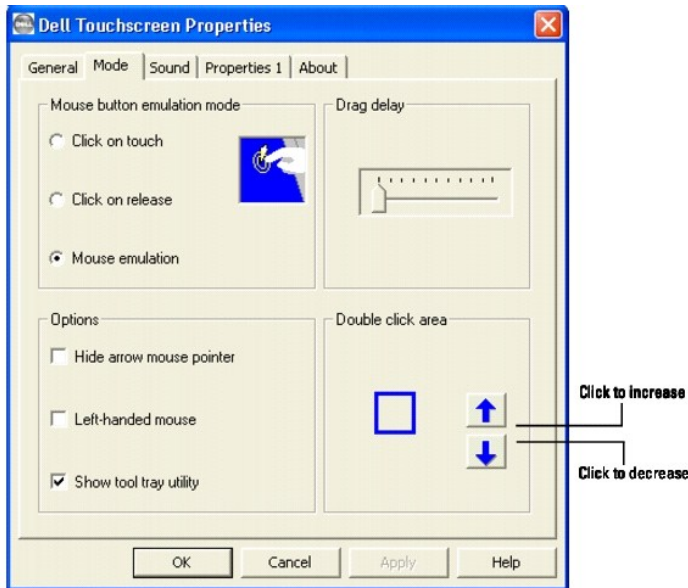 DELL
Dell Touchscreen Properties
General Mode Sound Properties 1 About
Mouse button emulation mode
Click on touch
Click on release
Mouse emulation
Drag delay
Options
Hide arrow mouse pointer
Left-handed mouse
Show tool tray utility
Double click area
Click to increase
Click to decrease
OK Cancel Apply Help